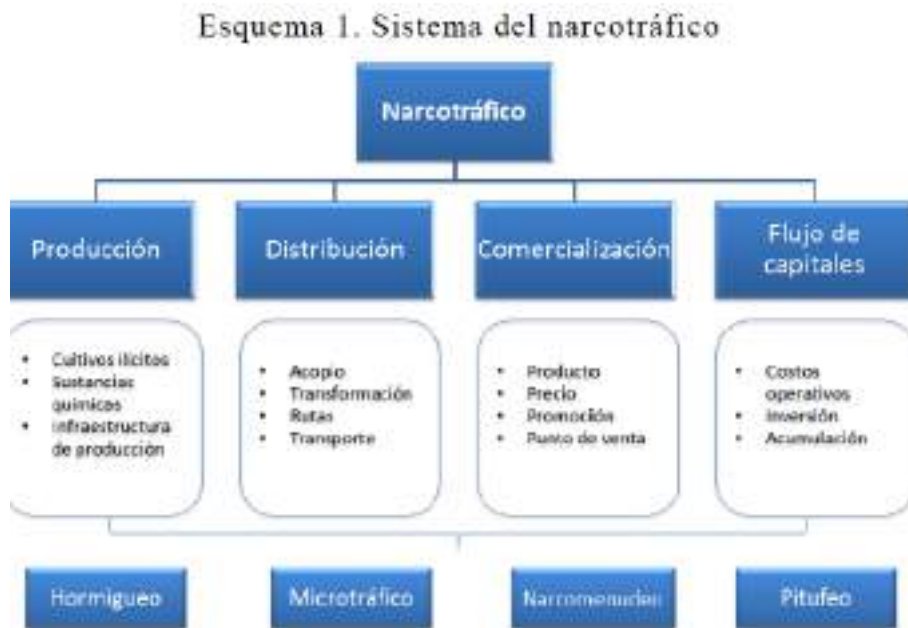 Esquema 1. Sistema del narcotráfico
Narcotráfico
Producción
Distribución
Comercialización
Flujo de
capitales
• Cultivos ilícitos
• Sustancias
químicas
• Infraestructura
de producción
• Acopio
• Transformación
• Rutas
• Transporte
• Producto
• Precio
• Promoción
• Punto de venta
• Costos
operativos
• Inversión
• Acumulación
Hormigueo
Microtráfico
Narcomenudeo
Pitufeo